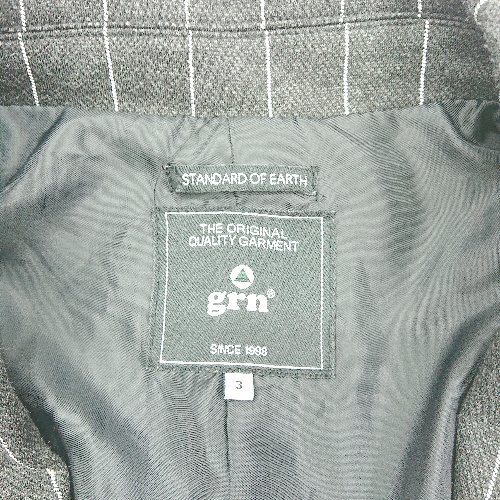 STANDARD OF EARTH
THE ORIGINAL
QUALITY GARMENT
grn®
SINCE 1998
3